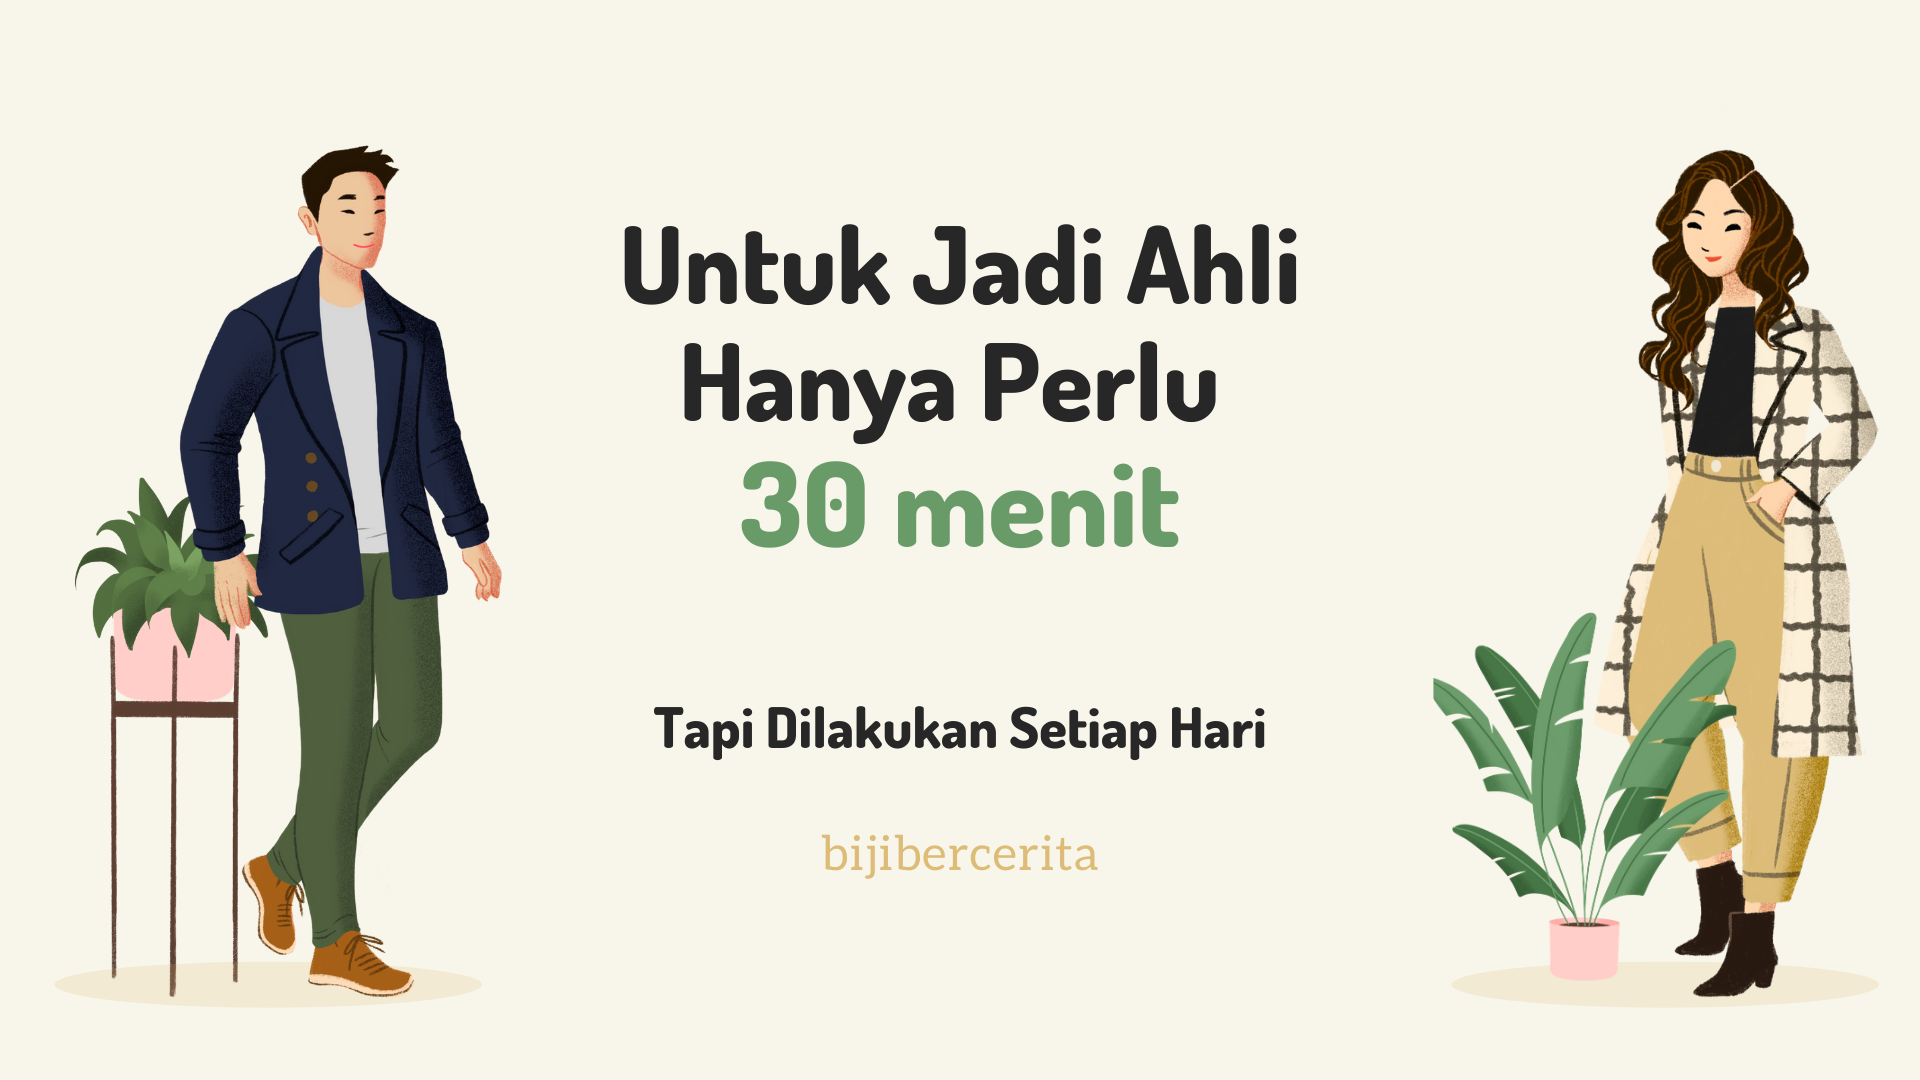 Untuk Jadi Ahli
Hanya Perlu
30 menit
Tapi Dilakukan Setiap Hari
bijibercerita